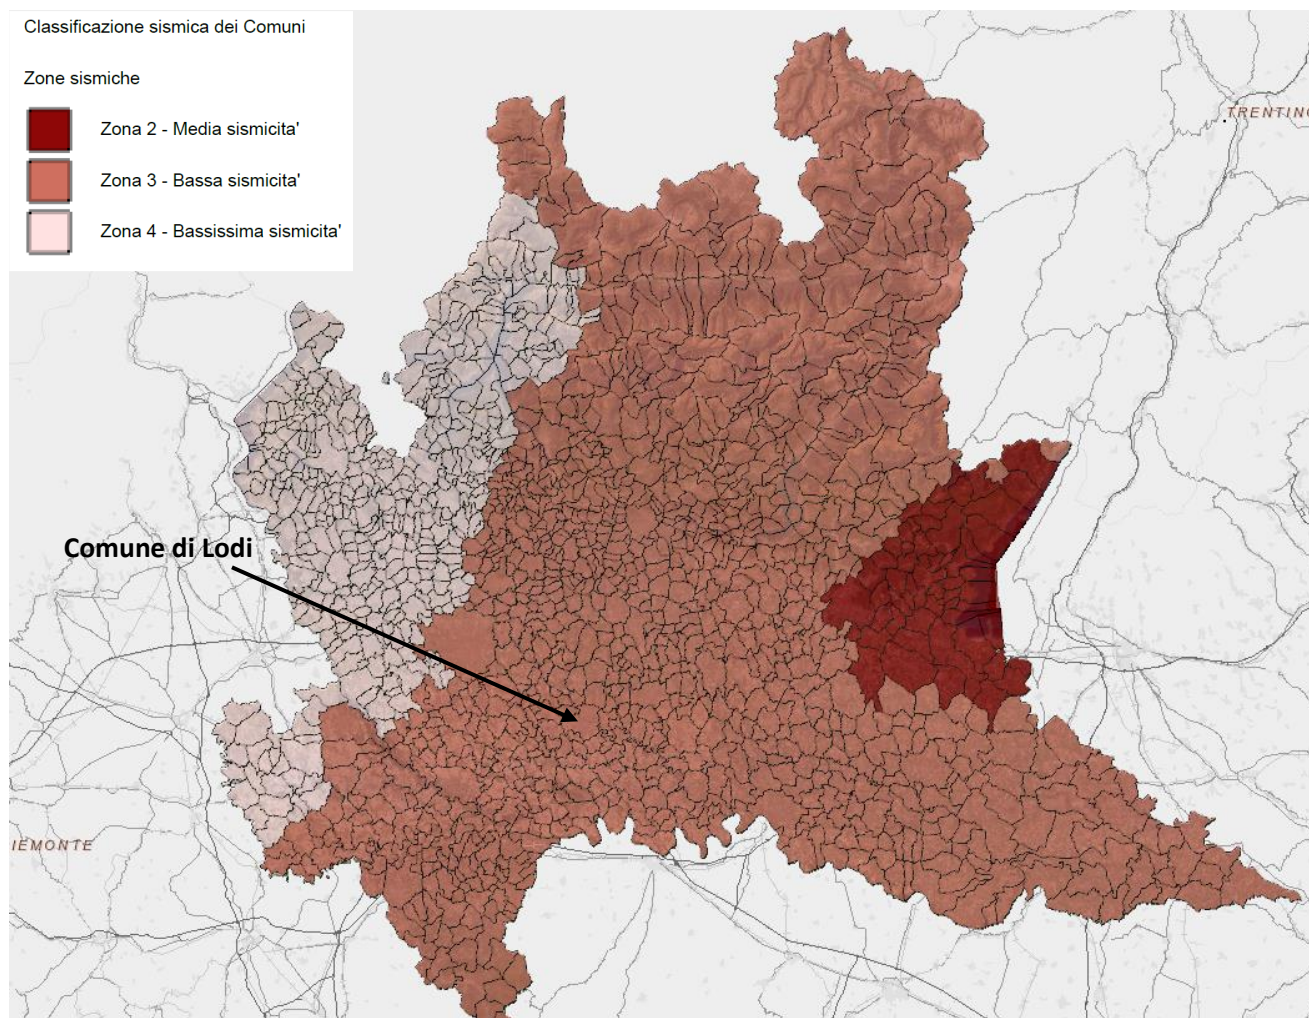 Classificazione sismica dei Comuni
Zone sismiche
Zona 2 - Media sismicita'
Zona 3 - Bassa sismicita'
Zona 4 - Bassissima sismicita'
TRENTINO
Comune di Lodi
IEMONTE